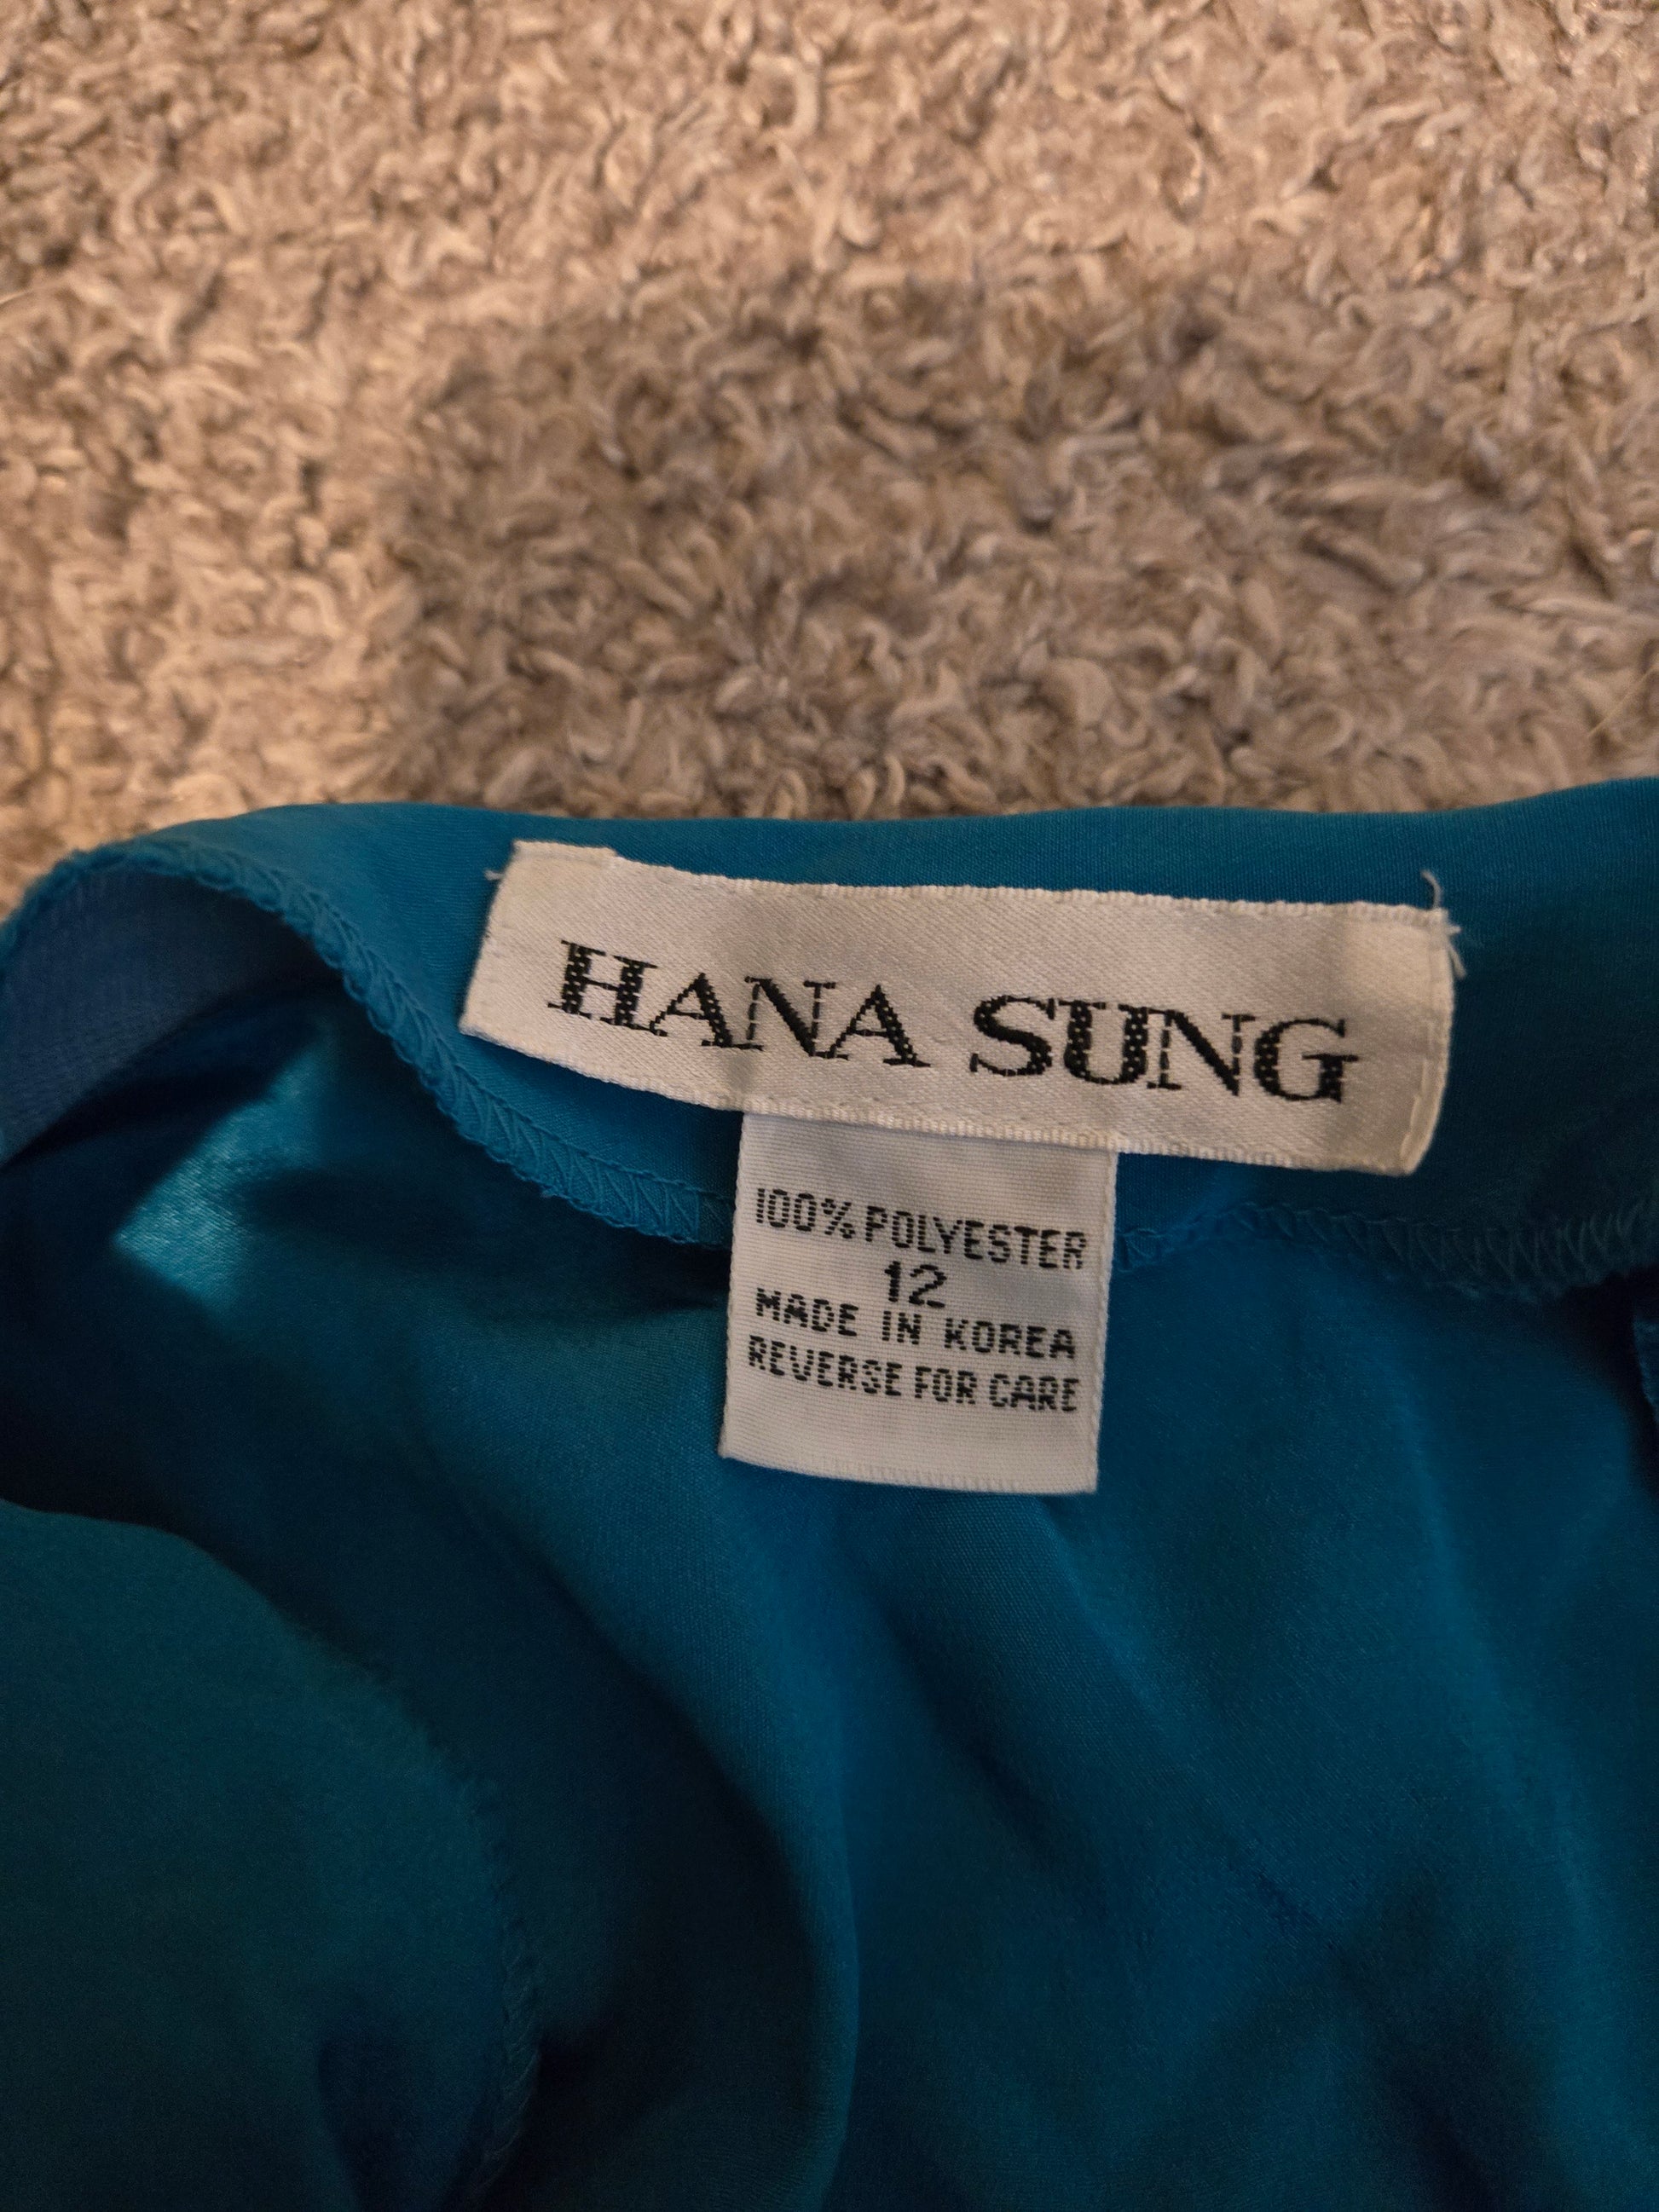 HANA SUNG
100% POLYESTER
12
MADE IN KOREA
REVERSE FOR CARE